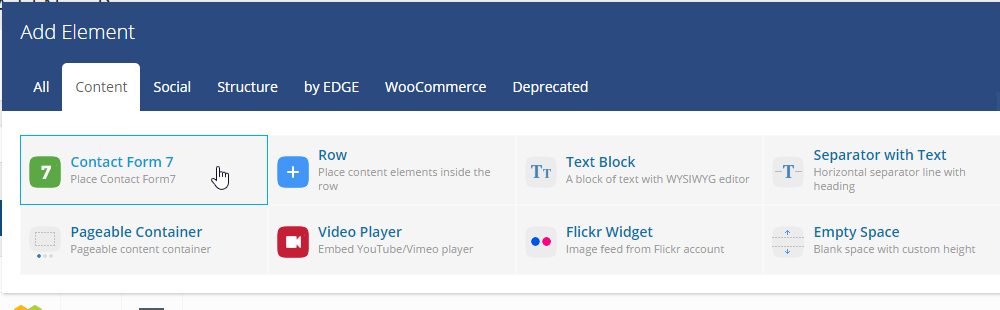 Add Element
All Content Social Structure by EDGE WooCommerce Deprecated
7
Contact Form 7
Place Contact Form7
Row
Place content elements inside the
row
TT
Text Block
A block of text with WYSIWYG editor
T
Separator with Text
Horizontal separator line with
heading
Pageable Container
Pageable content container
Video Player
Embed YouTube/Vimeo player
Flickr Widget
Image feed from Flickr account
Empty Space
Blank space with custom height